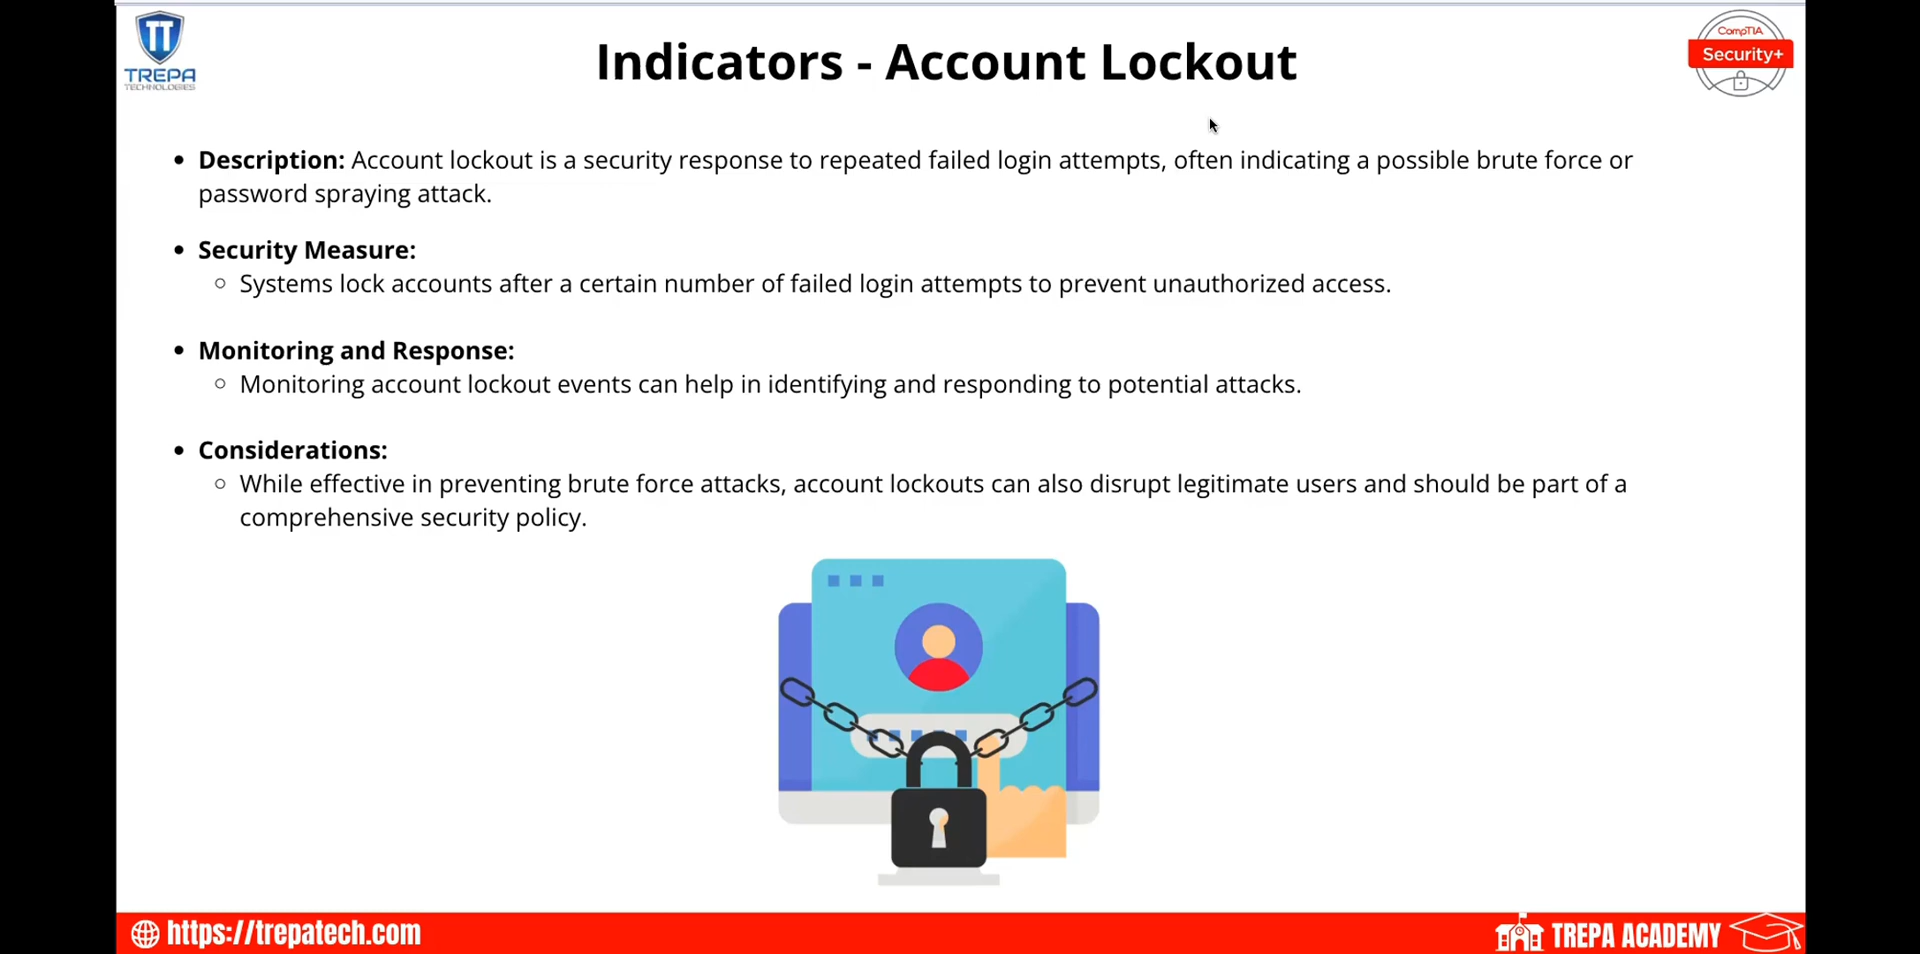 TREPA
TECHNOLOGIES
Indicators - Account Lockout
CompTIA
Security+
• Description: Account lockout is a security response to repeated failed login attempts, often indicating a possible brute force or
password spraying attack.
• Security Measure:
○ Systems lock accounts after a certain number of failed login attempts to prevent unauthorized access.
• Monitoring and Response:
○ Monitoring account lockout events can help in identifying and responding to potential attacks.
• Considerations:
○ While effective in preventing brute force attacks, account lockouts can also disrupt legitimate users and should be part of a
comprehensive security policy.
https://trepatech.com
TREPA ACADEMY